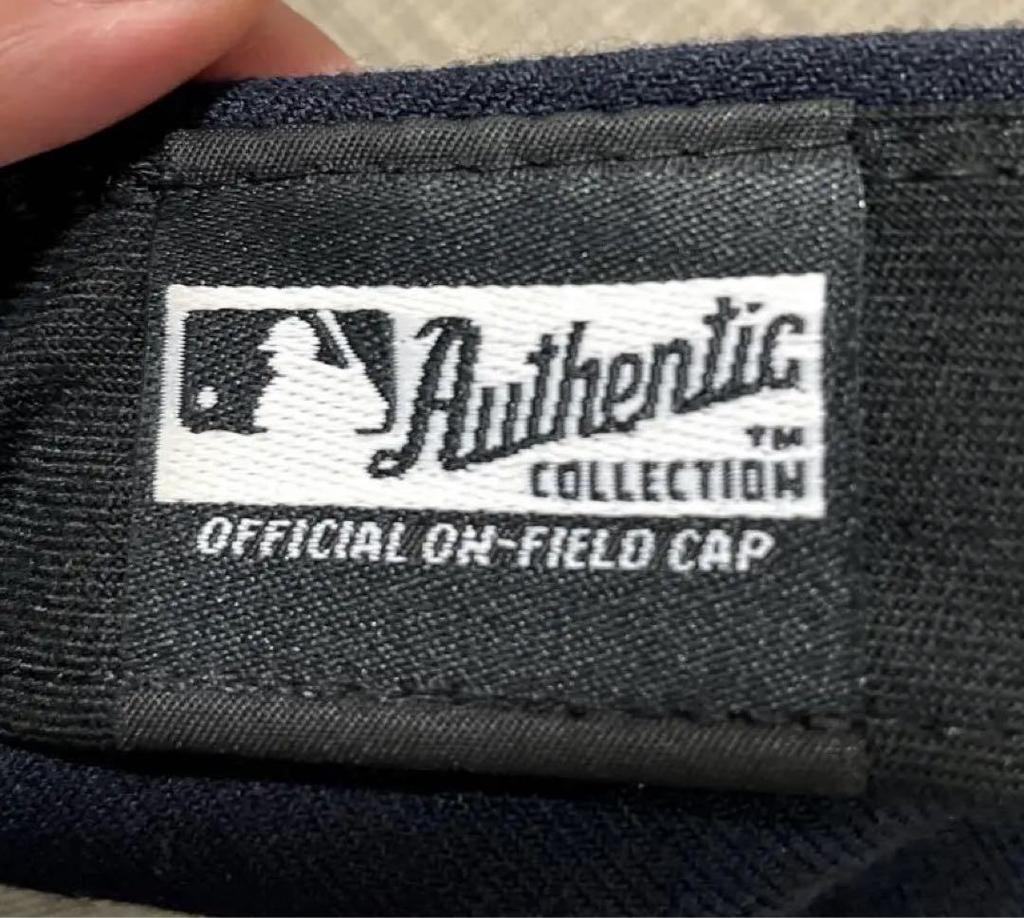 Authentic
™
COLLECTION
OFFICIAL ON-FIELD CAP